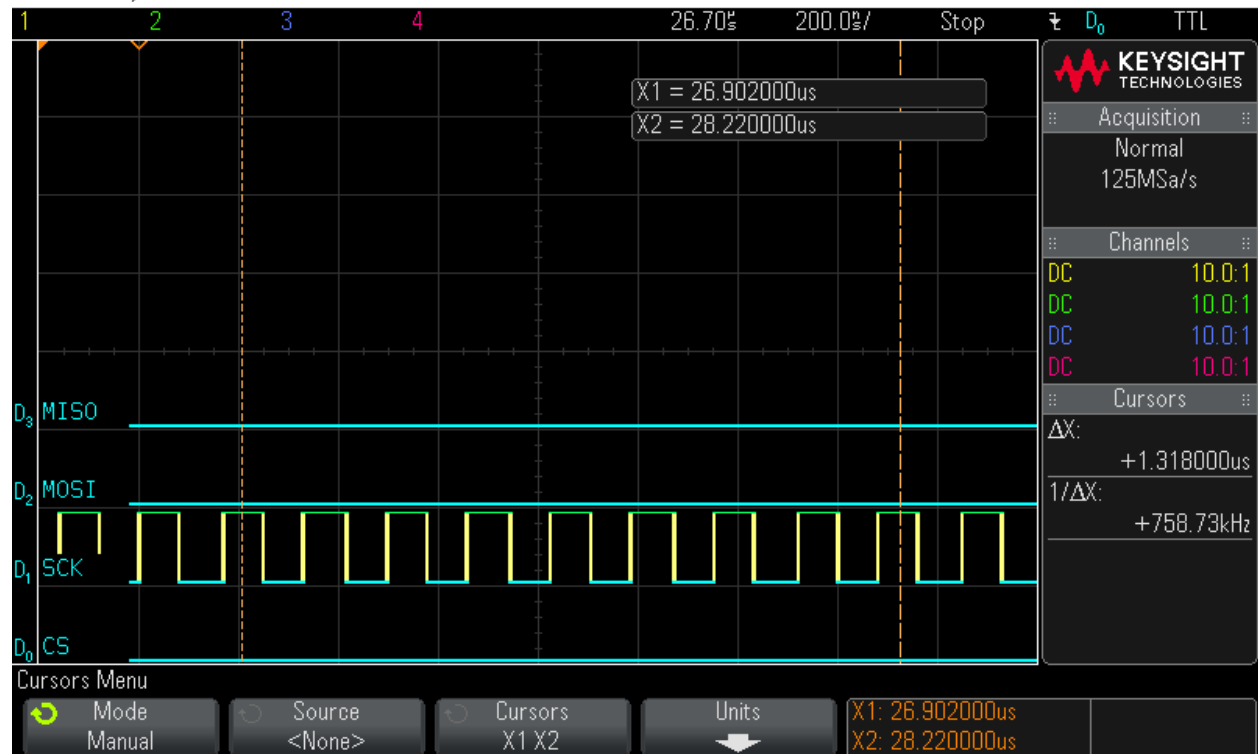 1 2 3 4 26.70us 200.0ns/ Stop D0 TTL
KEYSIGHT
TECHNOLOGIES
X1 = 26.902000us
X2 = 28.220000us
Acquisition
Normal
125MSa/s
Channels
DC 10.0:1
DC 10.0:1
DC 10.0:1
DC 10.0:1
Cursors
ΔX:
+1.318000us
1/ΔX:
+758.73kHz
D3 MISO
D2 MOSI
D1 SCK
D0 CS
Cursors Menu
Mode
Manual
Source
<None>
Cursors
X1 X2
Units
X1: 26.902000us
X2: 28.220000us